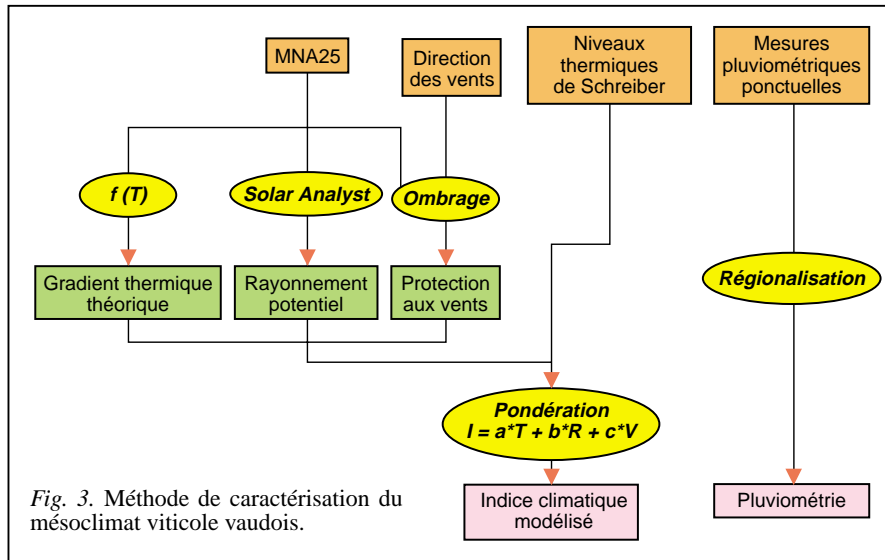 MNA25
Direction
des vents
Niveaux
thermiques
de Schreiber
Mesures
pluviométriques
ponctuelles
f (T)
Solar Analyst
Ombrage
Régionalisation
Gradient thermique
théorique
Rayonnement
potentiel
Protection
aux vents
Pondération
I = a*T + b*R + c*V
Indice climatique
modélisé
Pluviométrie
Fig. 3. Méthode de caractérisation du
mésoclimat viticole vaudois.